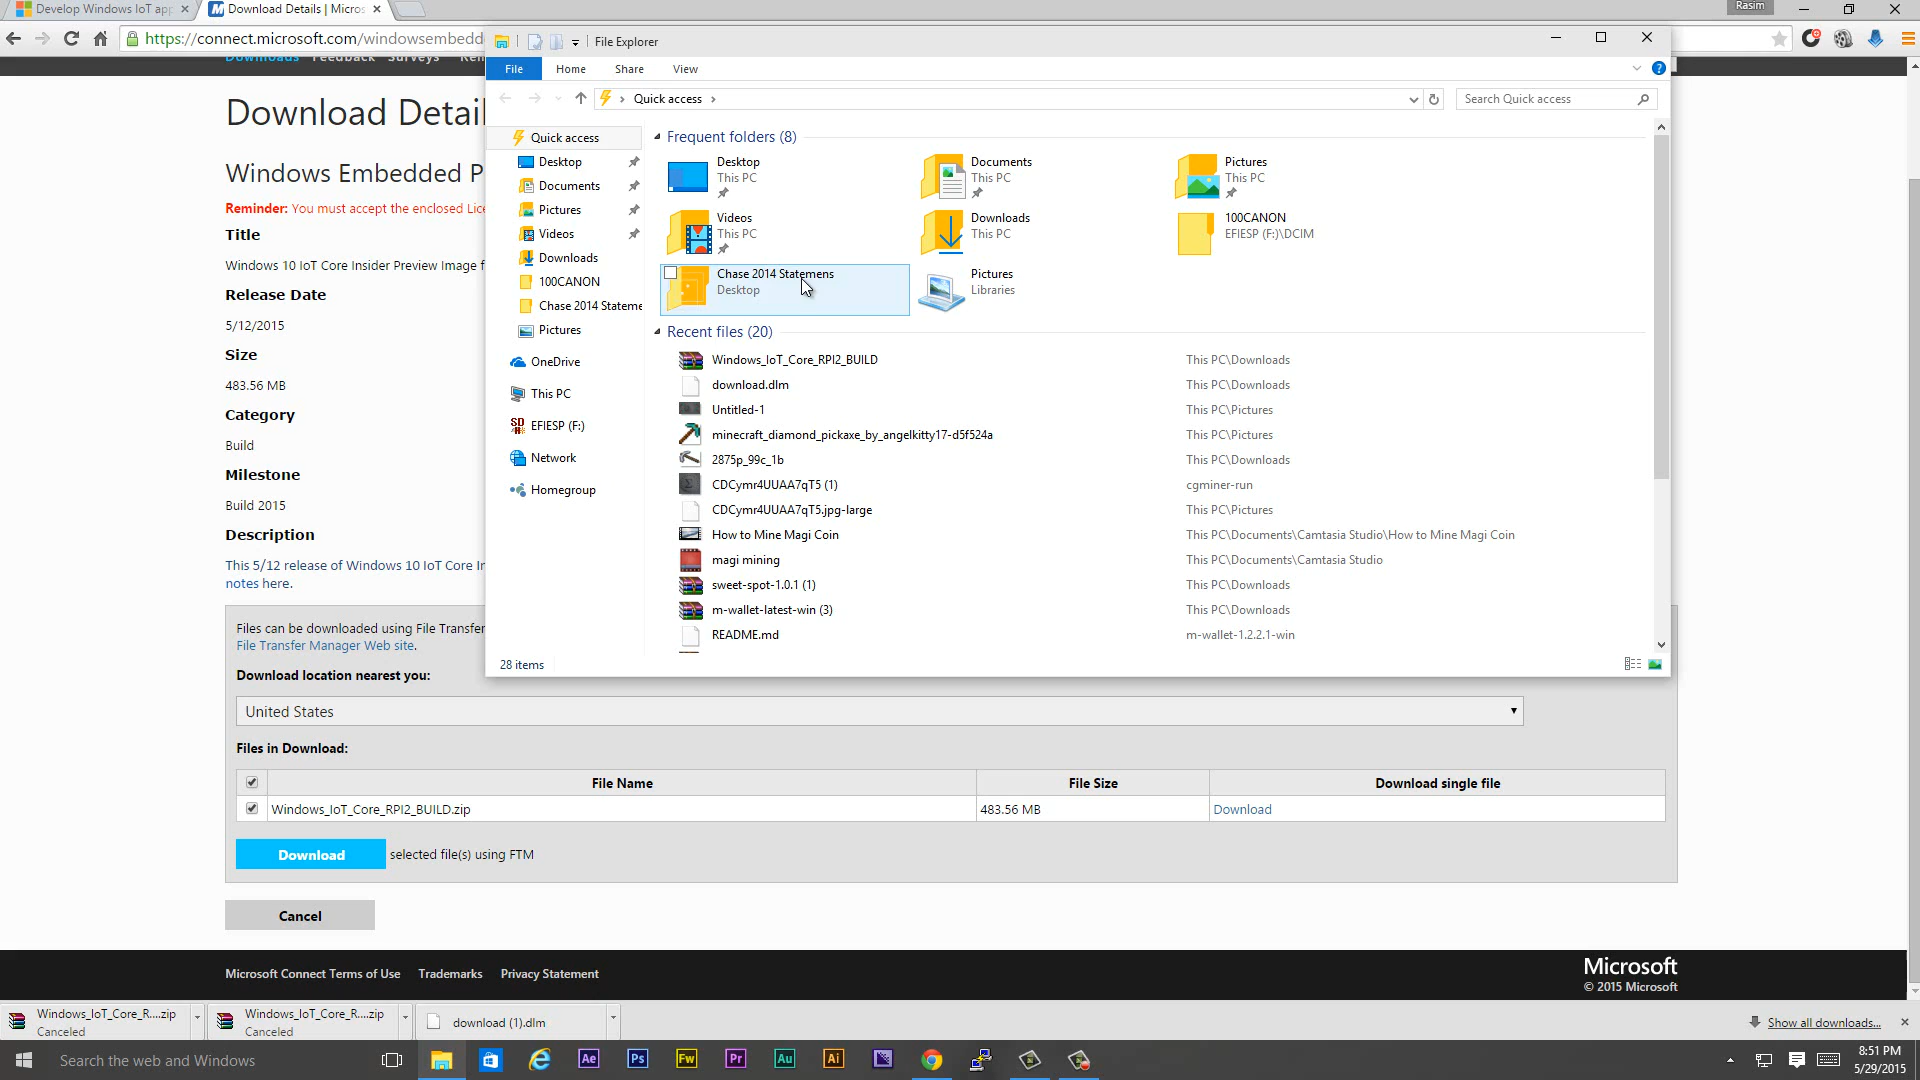 Develop Windows IoT app
Download Details | Micros
Rasim
https://connect.microsoft.com/windowsembedd
Downloads Feedback Surveys
Download Detail
Windows Embedded P
Reminder: You must accept the enclosed Lice
Title
Windows 10 IoT Core Insider Preview Image f
Release Date
5/12/2015
Size
483.56 MB
Category
Build
Milestone
Build 2015
Description
This 5/12 release of Windows 10 IoT Core In
notes here.
Files can be downloaded using File Transfer
File Transfer Manager Web site.
Download location nearest you:
United States
Files in Download:
File Name File Size Download single file
Windows_IoT_Core_RPI2_BUILD.zip 483.56 MB Download
Download selected file(s) using FTM
Cancel
Microsoft Connect Terms of Use Trademarks Privacy Statement
Microsoft
© 2015 Microsoft
File Explorer
File Home Share View
Quick access
Search Quick access
Quick access
Desktop
Documents
Pictures
Videos
Downloads
100CANON
Chase 2014 Stateme
Pictures
OneDrive
This PC
SD
EFIESP (F:)
Network
Homegroup
Frequent folders (8)
Desktop
This PC
Documents
This PC
Pictures
This PC
Videos
This PC
Downloads
This PC
100CANON
EFIESP (F:)\DCIM
Chase 2014 Statemens
Desktop
Pictures
Libraries
Recent files (20)
Windows_IoT_Core_RPI2_BUILD This PC\Downloads
download.dlm This PC\Downloads
Untitled-1 This PC\Pictures
minecraft_diamond_pickaxe_by_angelkitty17-d5f524a This PC\Pictures
2875p_99c_1b This PC\Downloads
CDCymr4UUAA7qT5 (1) cgminer-run
CDCymr4UUAA7qT5.jpg-large This PC\Pictures
How to Mine Magi Coin This PC\Documents\Camtasia Studio\How to Mine Magi Coin
magi mining This PC\Documents\Camtasia Studio
sweet-spot-1.0.1 (1) This PC\Downloads
m-wallet-latest-win (3) This PC\Downloads
README.md m-wallet-1.2.2.1-win
28 items
Windows_IoT_Core_R....zip
Canceled
Windows_IoT_Core_R....zip
Canceled
download (1).dlm
Show all downloads...
Search the web and Windows
Ae Ps Fw Pr Au Ai
8:51 PM
5/29/2015